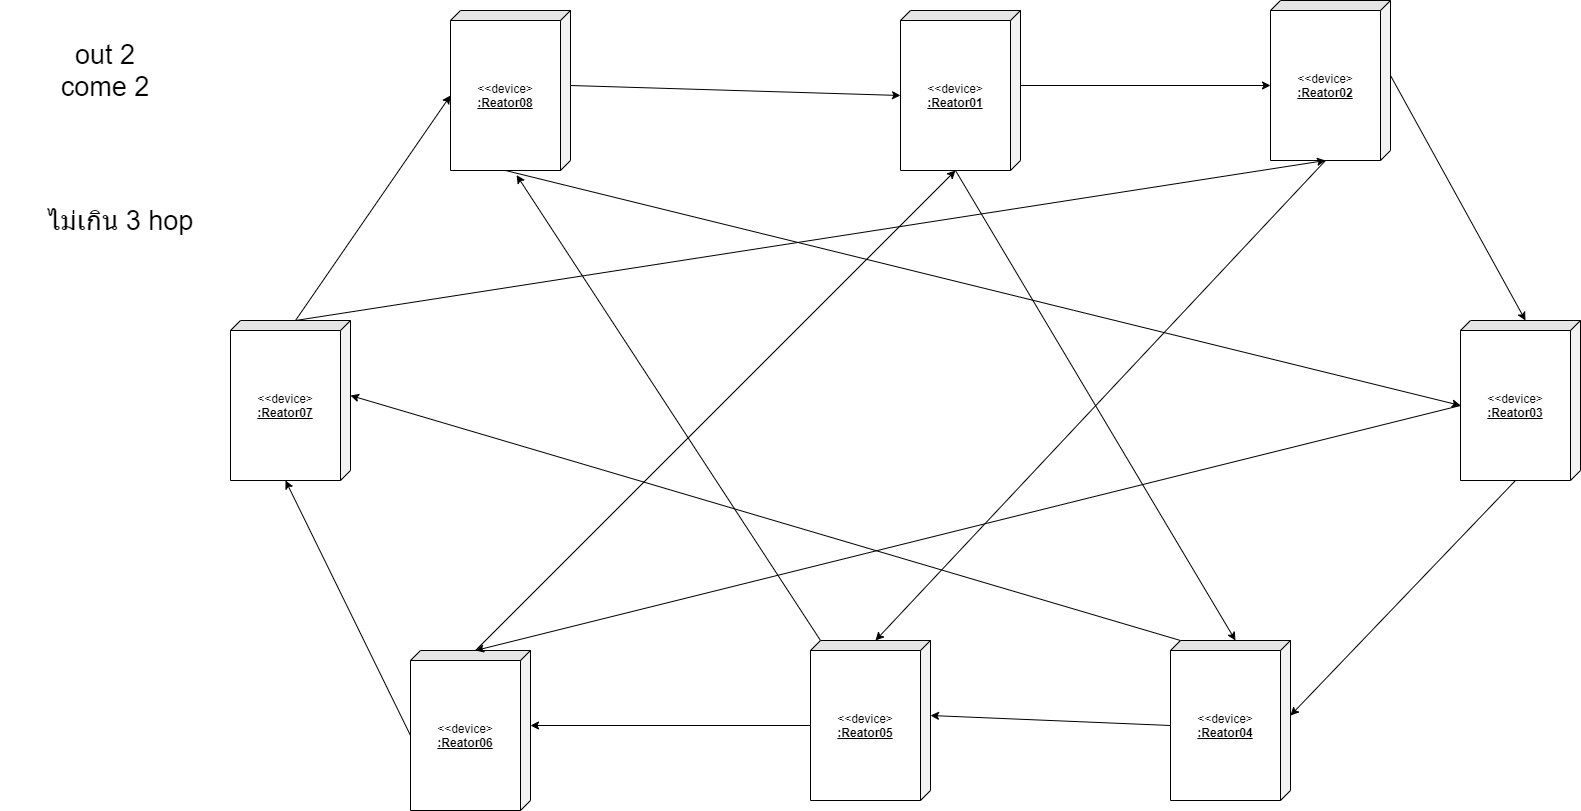 out 2
come 2
<<device>
:Reator08
<<device>
:Reator01
<<device>
:Reator02
ไม่เกิน 3 hop
<<device>
:Reator07
<<device>
:Reator03
<<device>
:Reator06
<<device>
:Reator05
<<device>
:Reator04